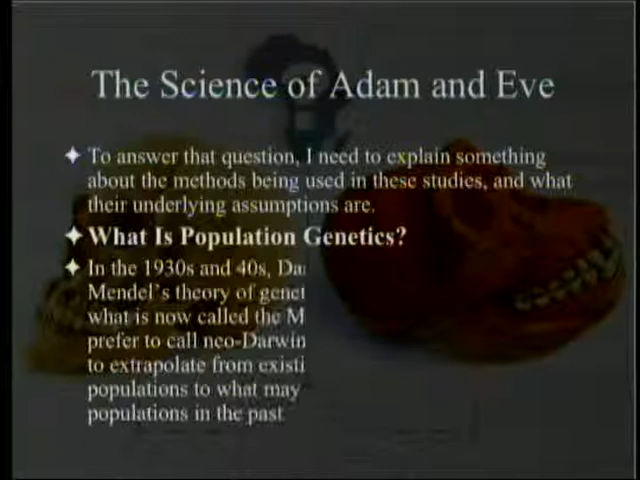 The Science of Adam and Eve
To answer that question, I need to explain something
about the methods being used in these studies, and what
their underlying assumptions are.
What Is Population Genetics?
In the 1930s and 40s,
Mendel's theory of
what is now called the
prefer to call neo-Darwin
to extrapolate from
populations to what may
populations in the past